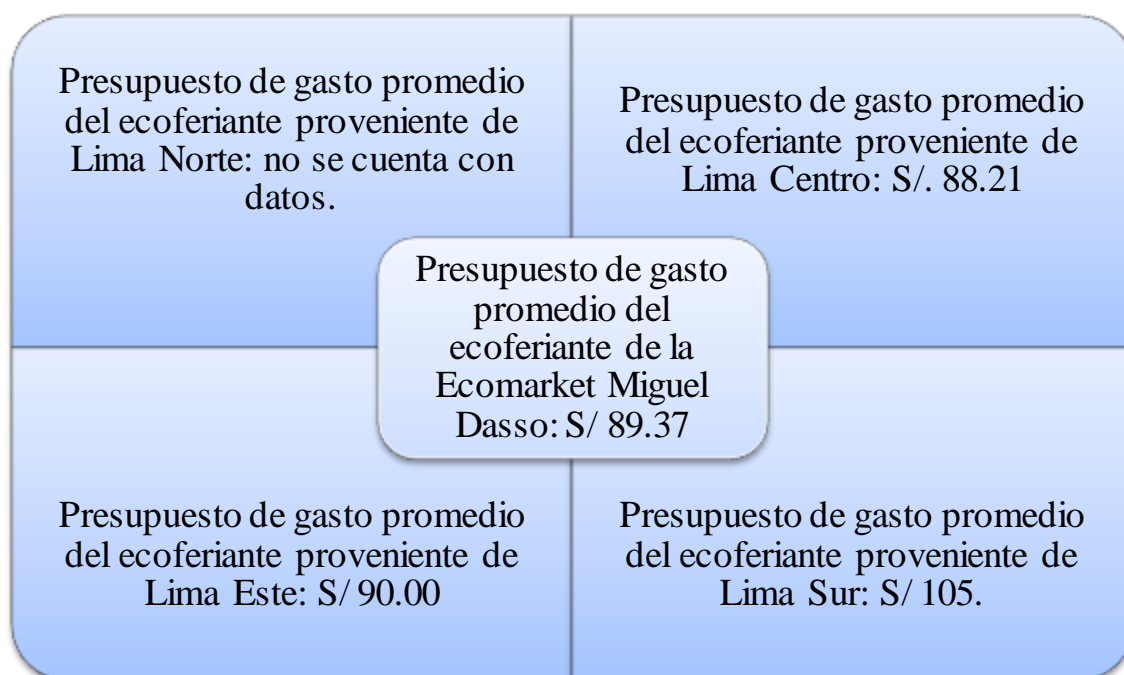 Presupuesto de gasto promedio
del ecoferiante proveniente de
Lima Norte: no se cuenta con
datos.
Presupuesto de gasto promedio
del ecoferiante proveniente de
Lima Centro: S/. 88.21
Presupuesto de gasto
promedio del
ecoferiante de la
Ecomarket Miguel
Dasso: S/ 89.37
Presupuesto de gasto promedio
del ecoferiante proveniente de
Lima Este: S/ 90.00
Presupuesto de gasto promedio
del ecoferiante proveniente de
Lima Sur: S/ 105.